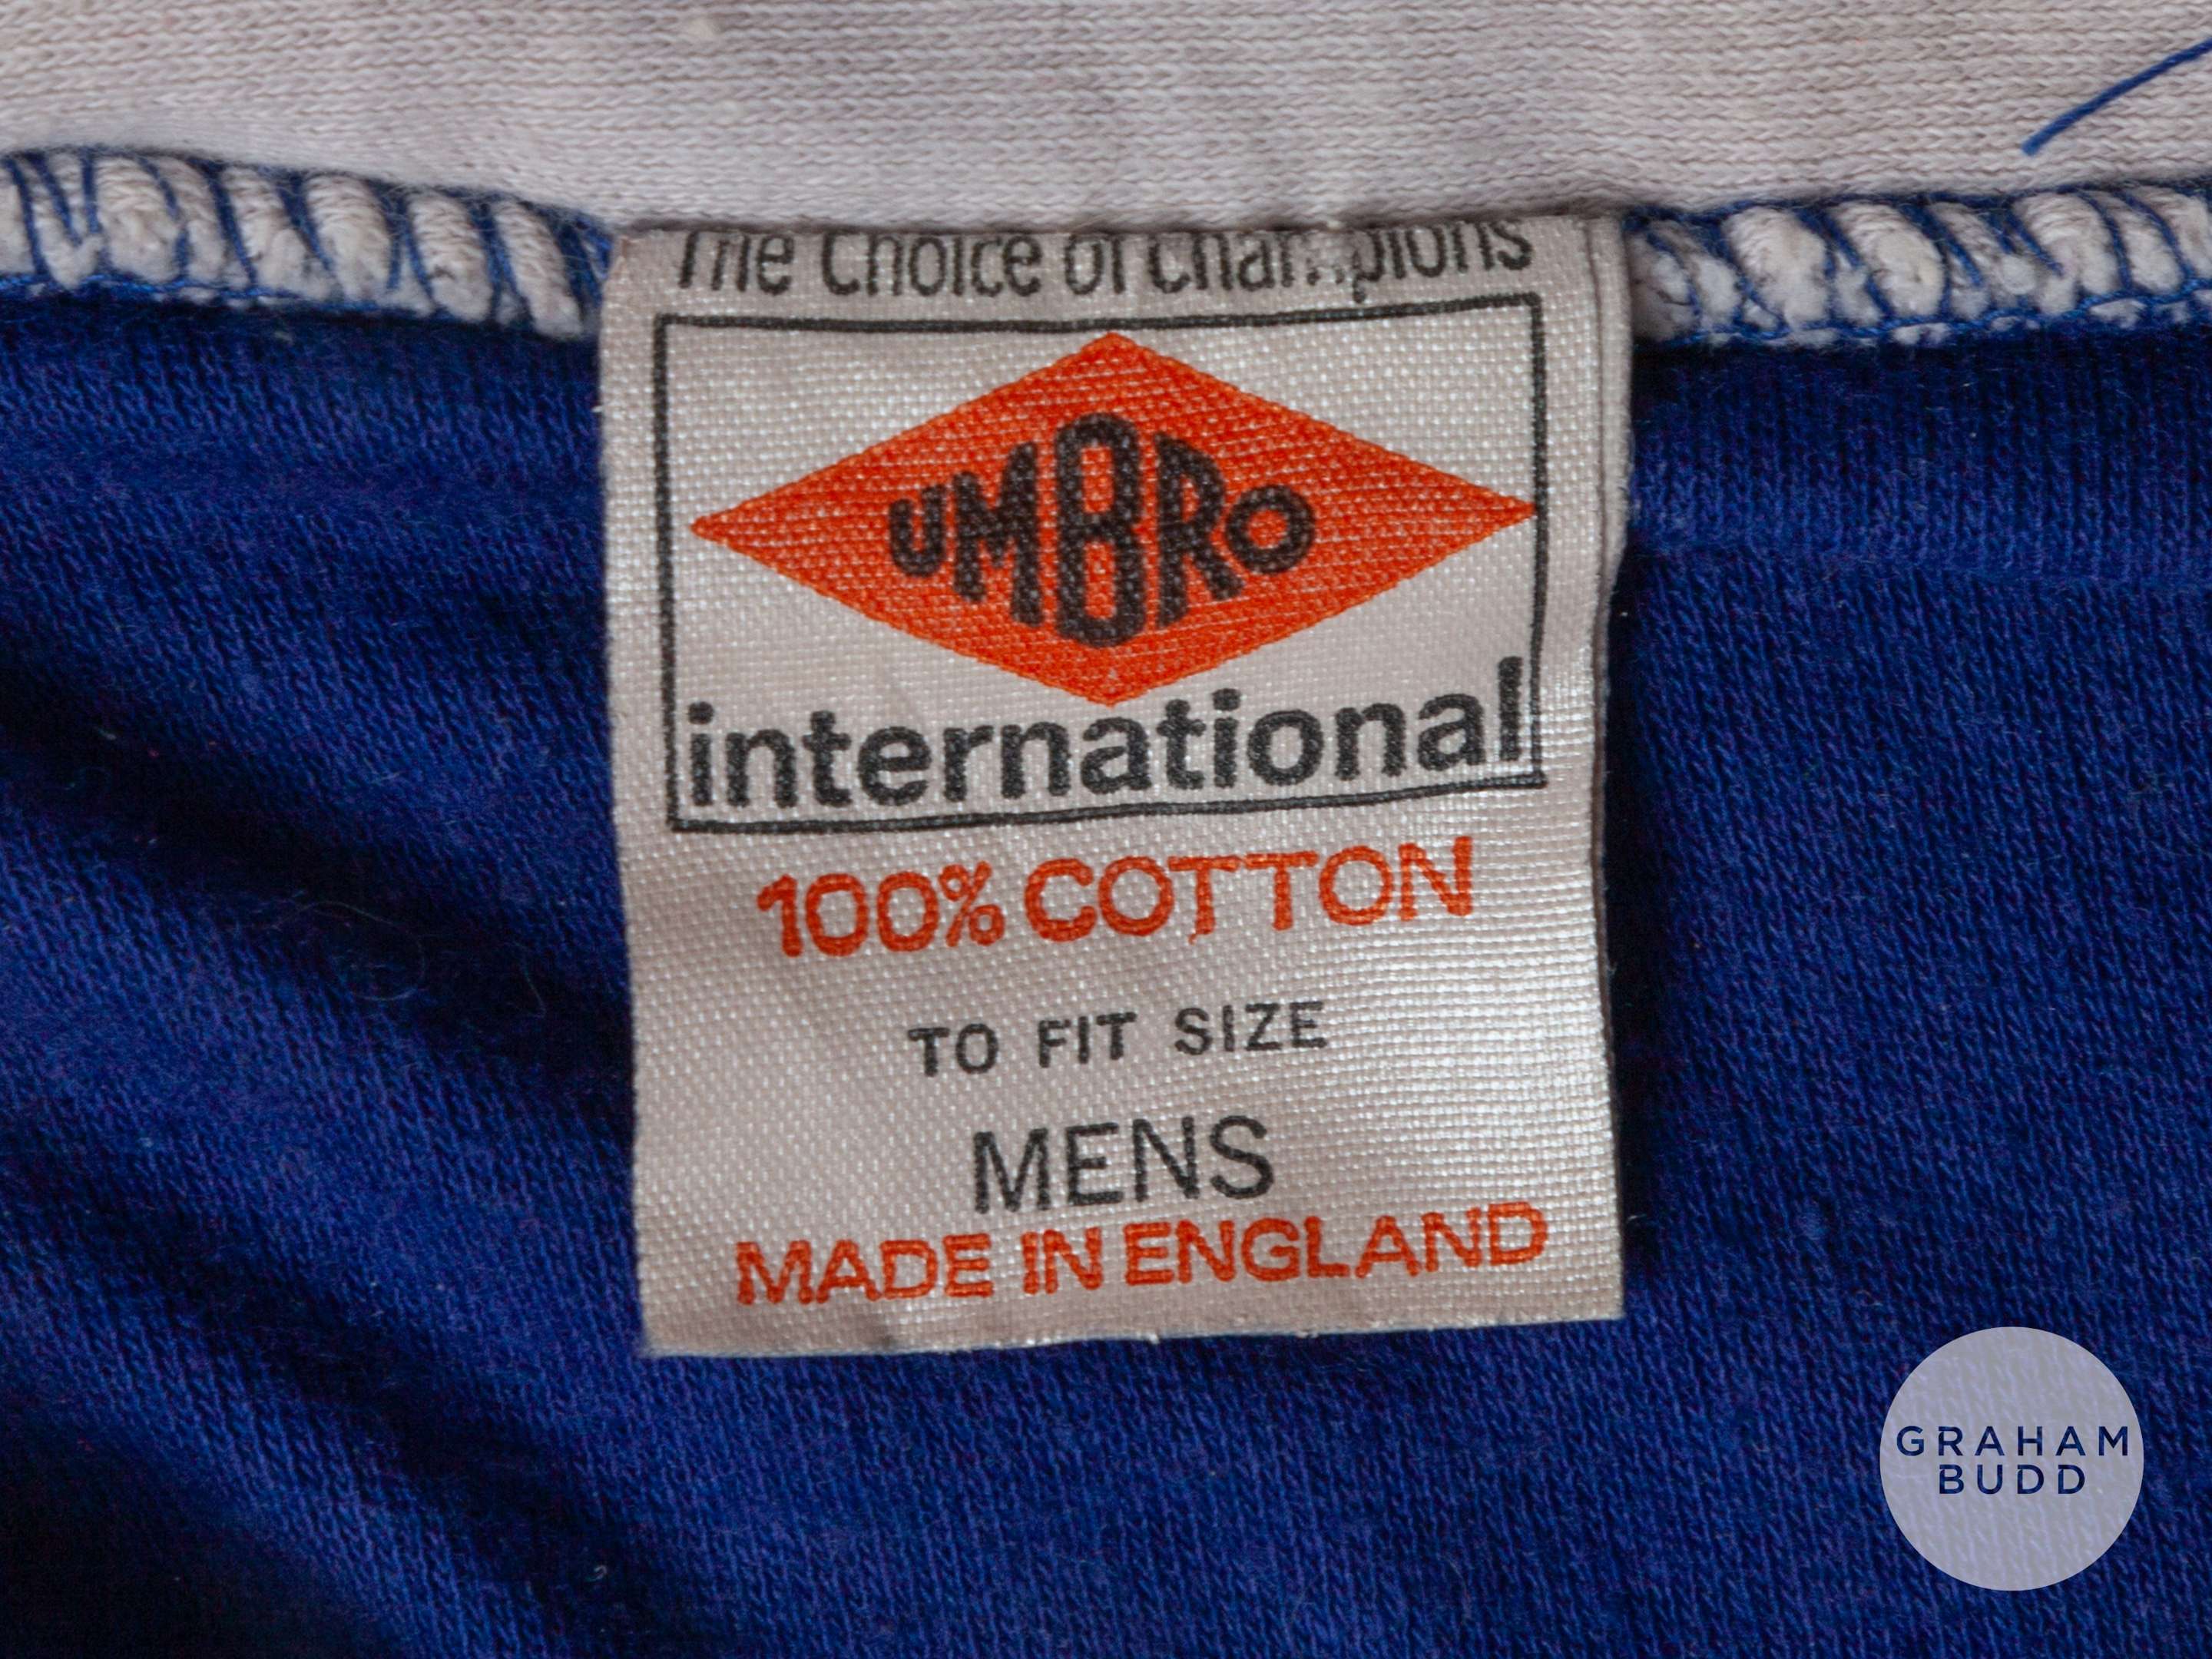 The Choice of Champions
UMBRO
international
100% COTTON
TO FIT SIZE
MENS
MADE IN ENGLAND
GRAHAM
BUDD